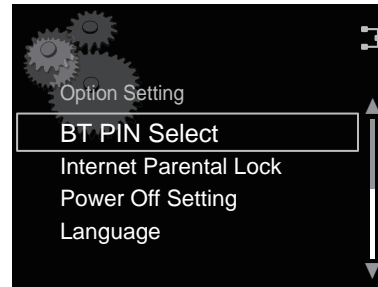 Option Setting
BT PIN Select
Internet Parental Lock
Power Off Setting
Language